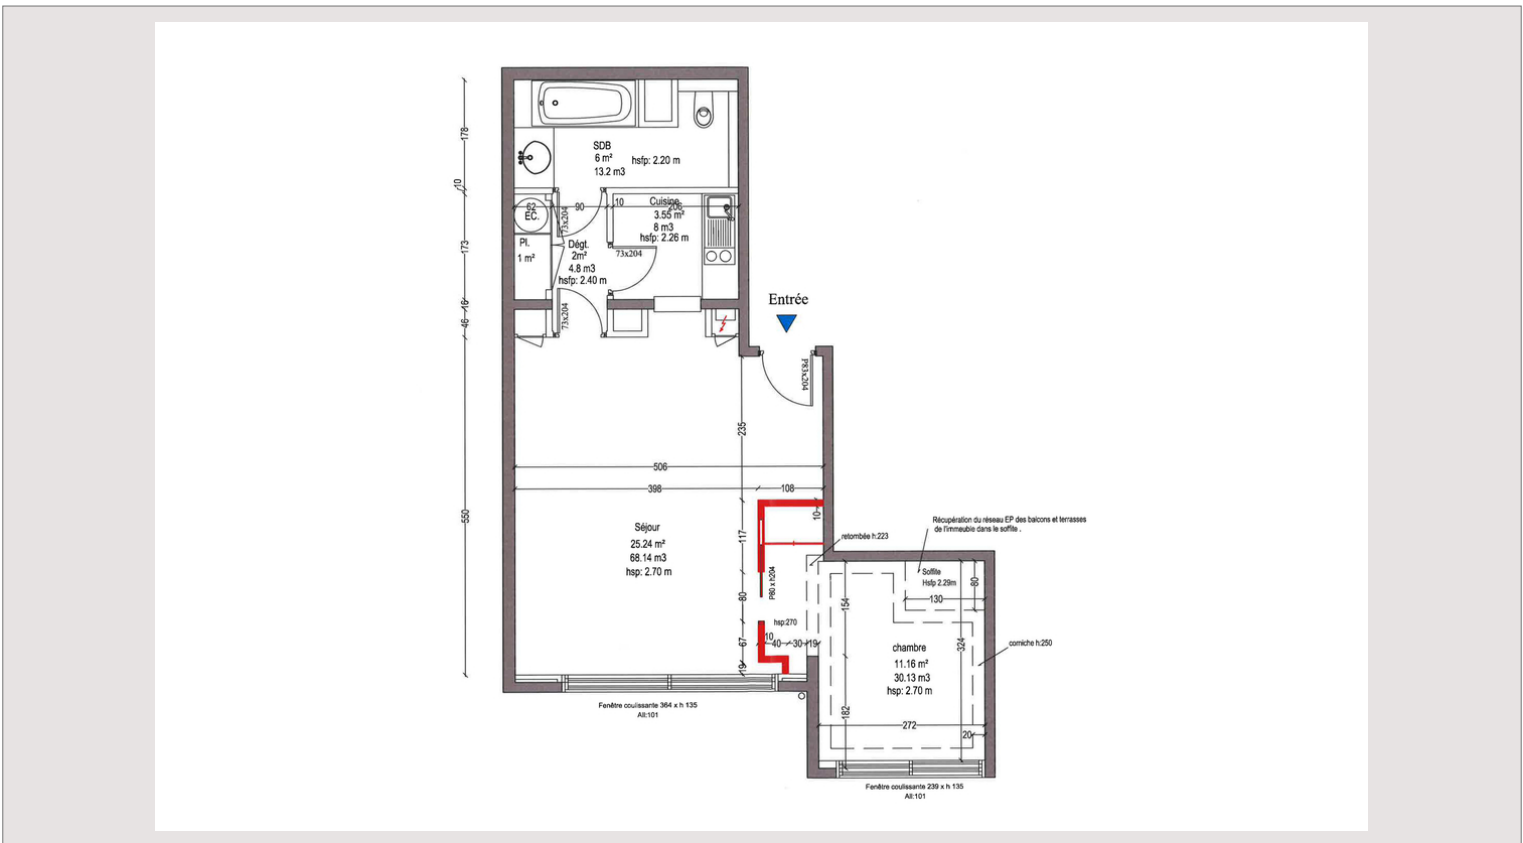 178
SDB
6 m²
13.2 m3
hsfp: 2.20 m
10
62
90
10
206
EC.
73x204
Cuisine
3.55 m²
8 m3
hsfp: 2.26 m
173
Pl.
1 m²
Dégt.
2m²
4.8 m3
hsfp: 2.40 m
73x204
16
46
73x204
Entrée
P83x204
235
506
398
108
550
10
Séjour
25.24 m²
68.14 m3
hsp: 2.70 m
117
retombée h:223
Récupération du réseau EP des balcons et terrasses
de l'immeuble dans le soffite .
Soffite
Hsfp 2.29m
80
130
P80 x h204
80
154
hsp:270
10
67
40
30
19
324
corniche h:250
chambre
11.16 m²
30.13 m3
hsp: 2.70 m
19
182
272
20
Fenêtre coulissante 364 x h 135
All:101
Fenêtre coulissante 239 x h 135
All:101